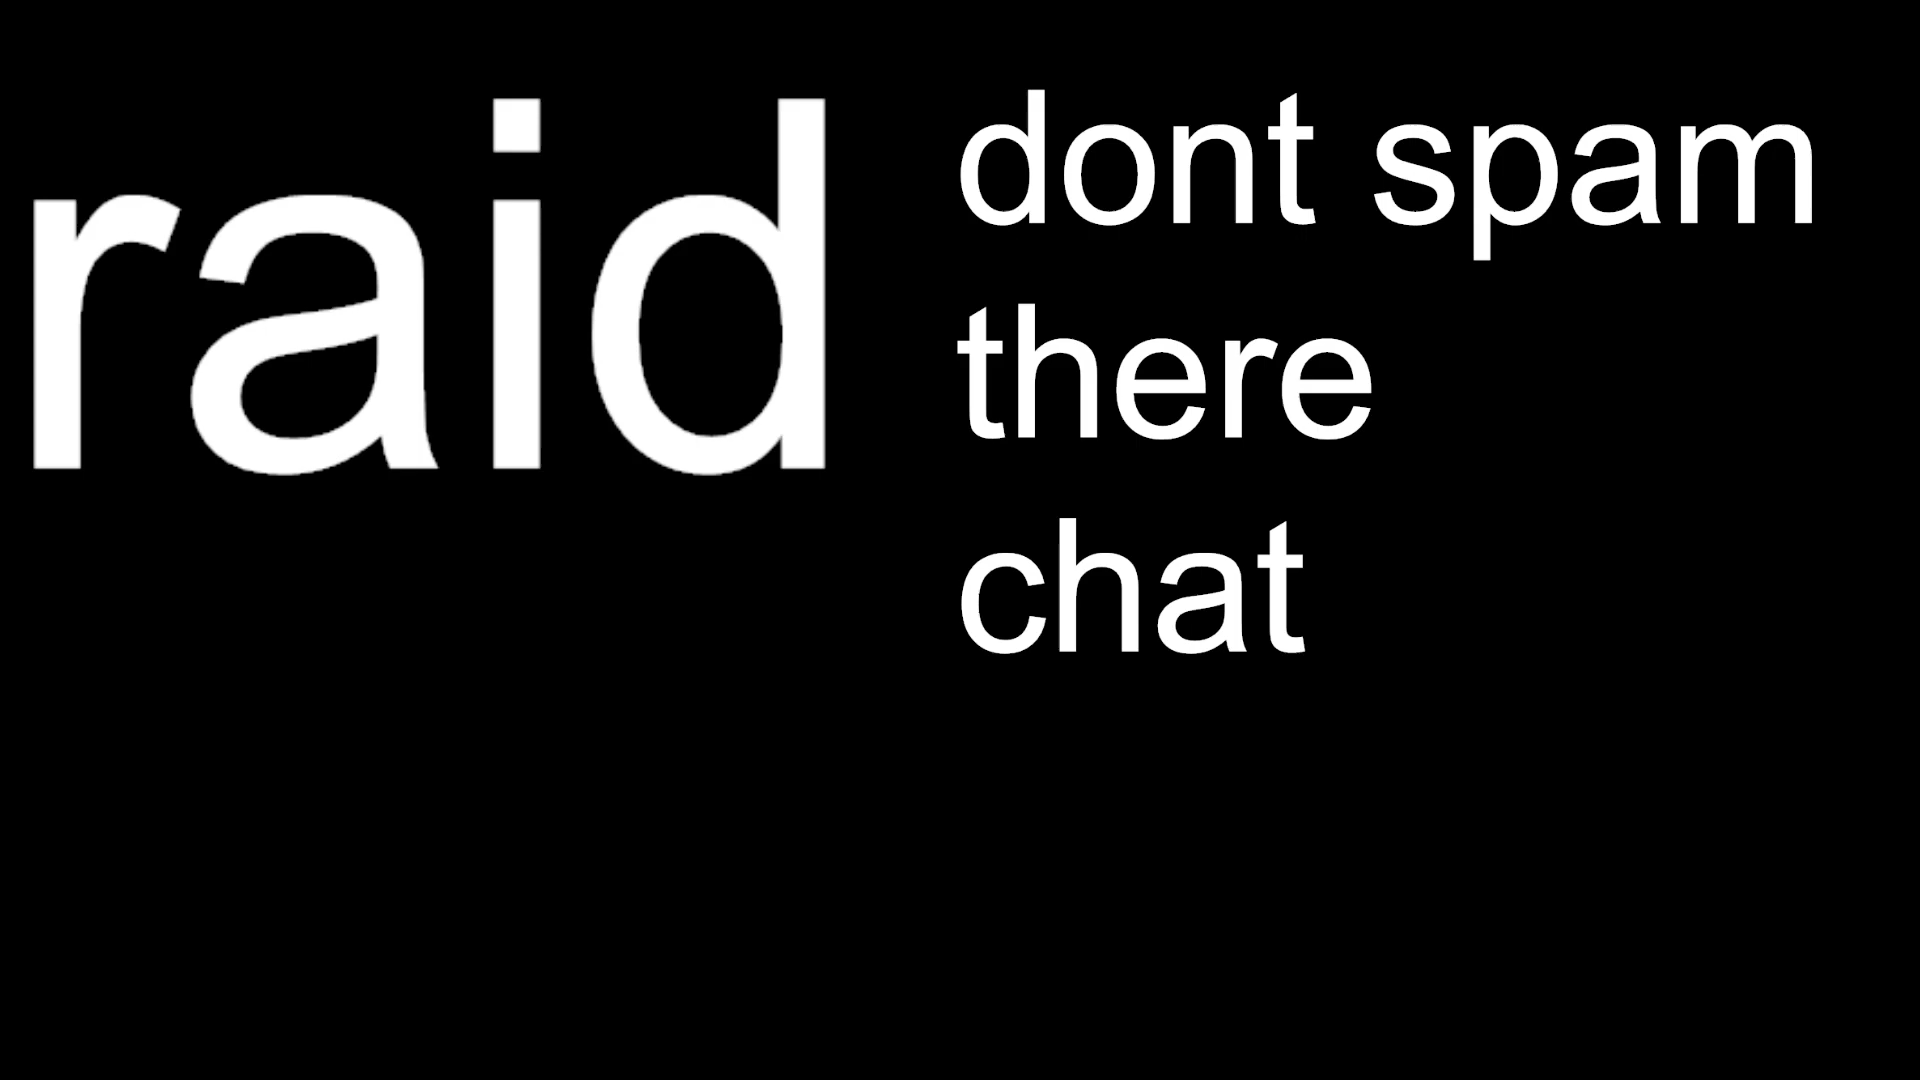 raid
dont spam
there
chat